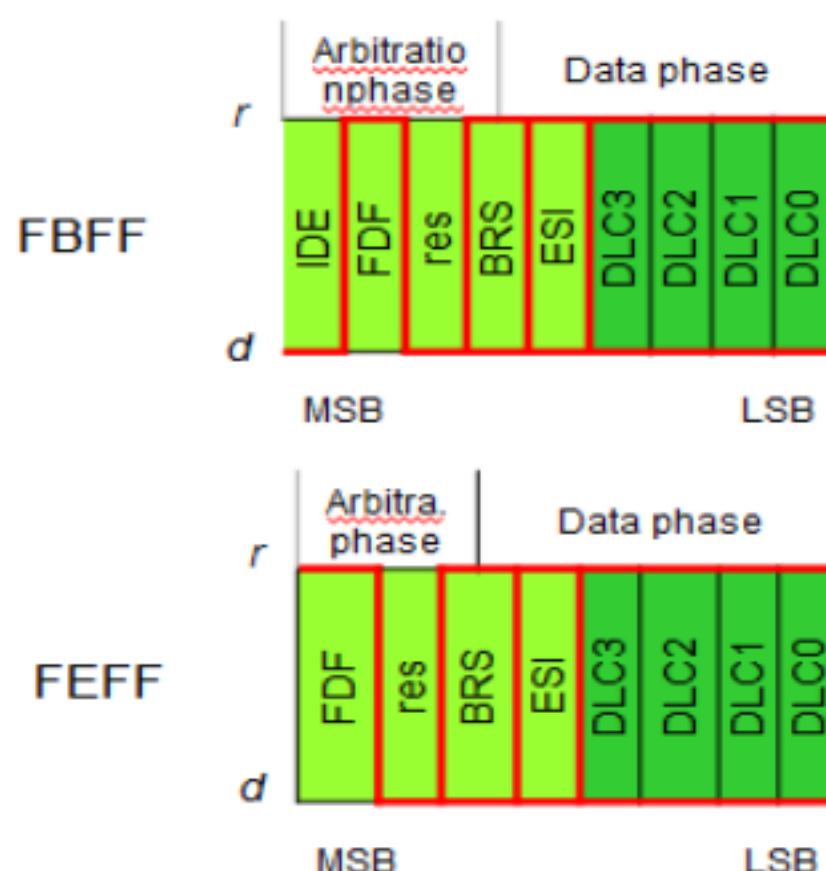 Arbitratio
nphase
Data phase
r
FBFF
IDE
FDF
res
BRS
ESI
DLC3
DLC2
DLC1
DLC0
d
MSB
LSB
Arbitra.
phase
Data phase
r
FEFF
FDF
res
BRS
ESI
DLC3
DLC2
DLC1
DLC0
d
MSB
LSB